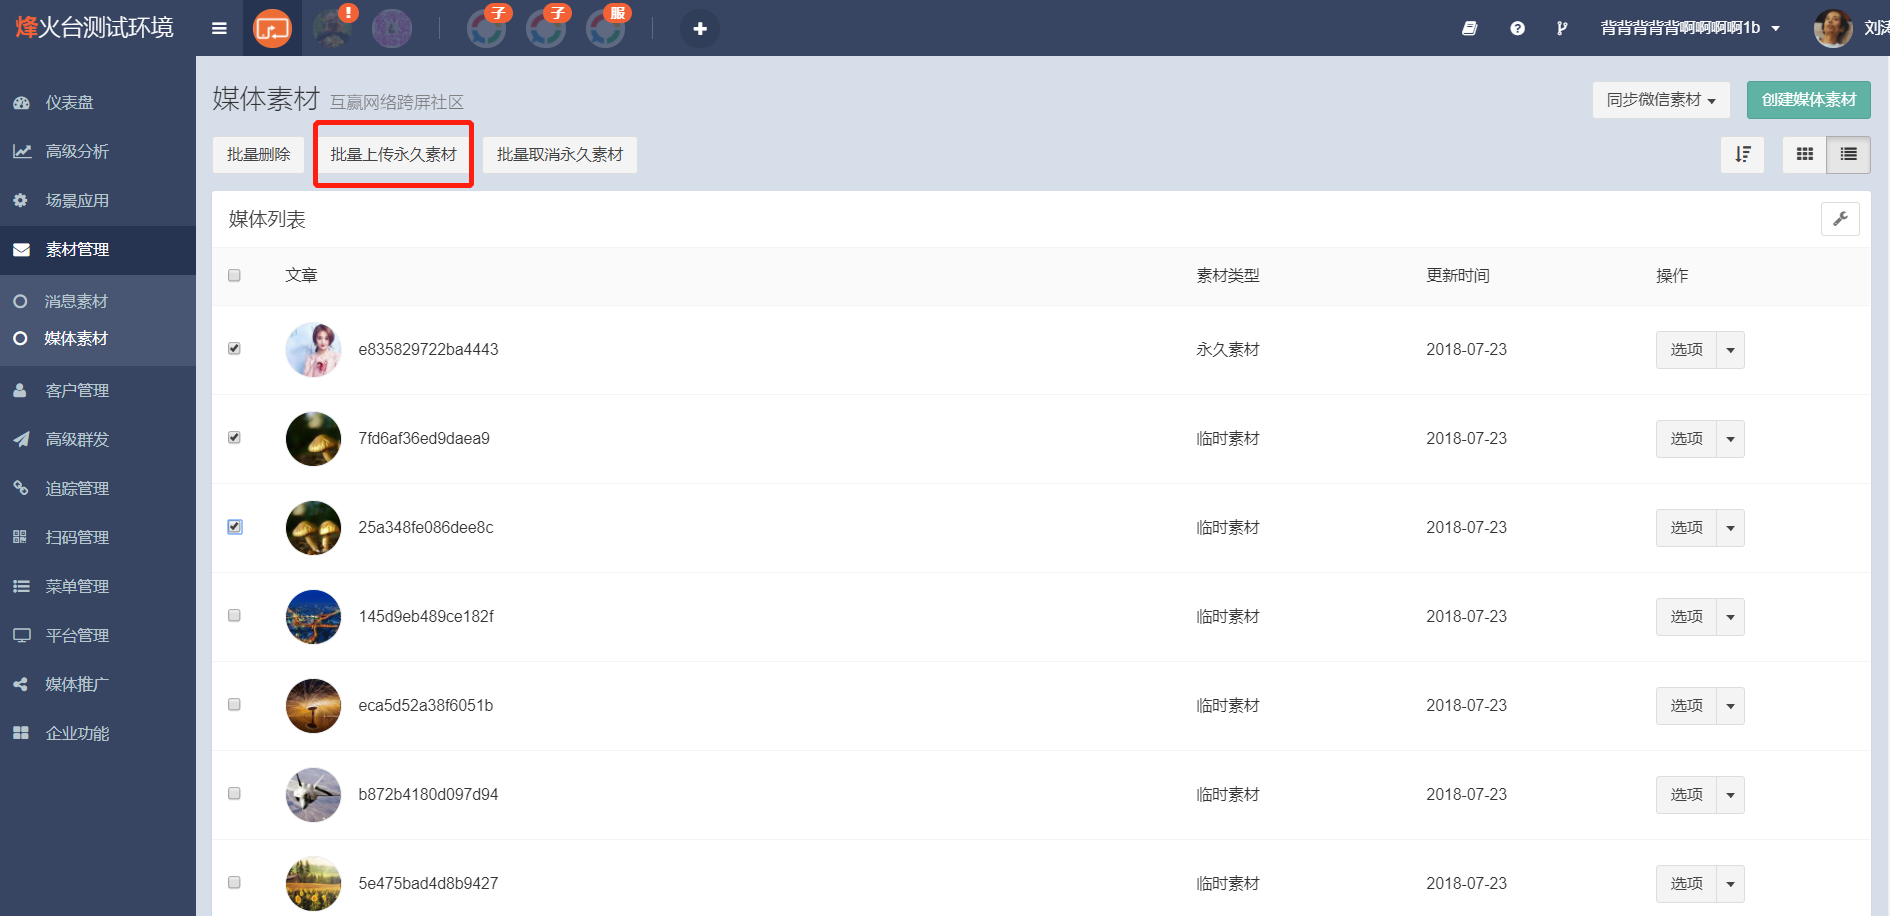 烽火台测试环境
!
子
子
服
背背背背背啊啊啊啊1b
刘涛
仪表盘
高级分析
场景应用
素材管理
消息素材
媒体素材
客户管理
高级群发
追踪管理
扫码管理
菜单管理
平台管理
媒体推广
企业功能
媒体素材 互赢网络跨屏社区
同步微信素材
创建媒体素材
批量删除
批量上传永久素材
批量取消永久素材
媒体列表
文章 素材类型 更新时间 操作
e835829722ba4443 永久素材 2018-07-23 选项
7fd6af36ed9daea9 临时素材 2018-07-23 选项
25a348fe086dee8c 临时素材 2018-07-23 选项
145d9eb489ce182f 临时素材 2018-07-23 选项
eca5d52a38f6051b 临时素材 2018-07-23 选项
b872b4180d097d94 临时素材 2018-07-23 选项
5e475bad4d8b9427 临时素材 2018-07-23 选项